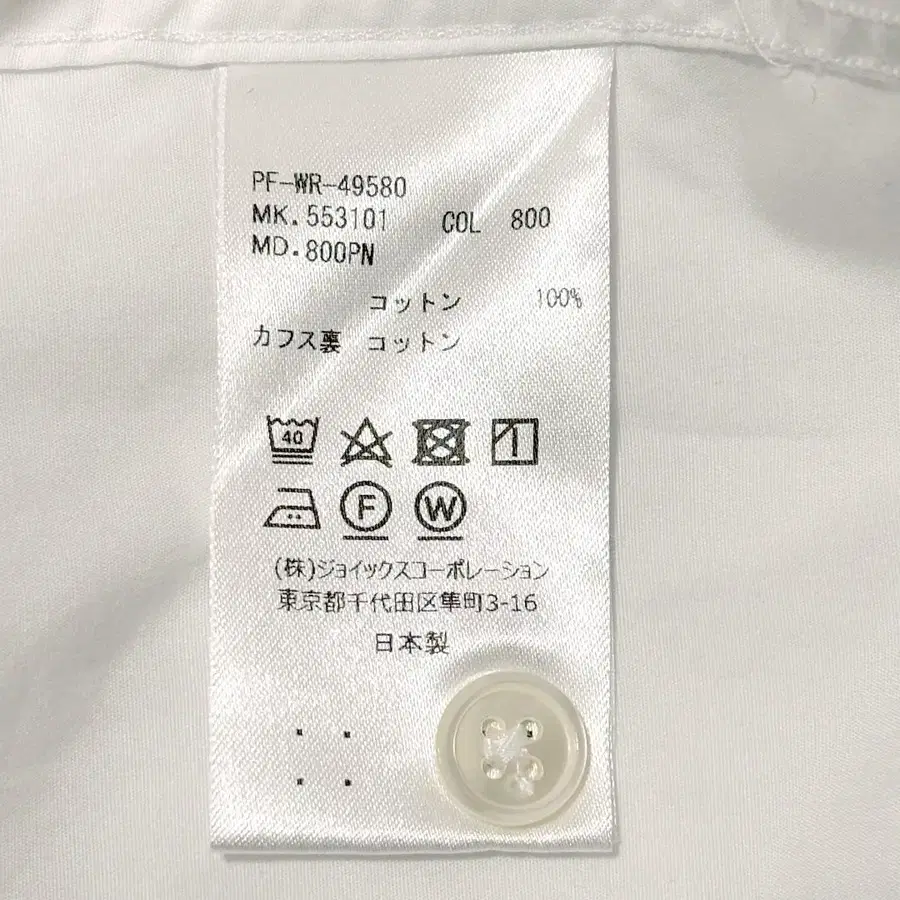 PF-WR-49580
MK.553101 COL 800
MD.800PN
コットン 100%
カフス裏 コットン
40
F W
(株)ジョイックスコーポレーション
東京都千代田区隼町3-16
日本製